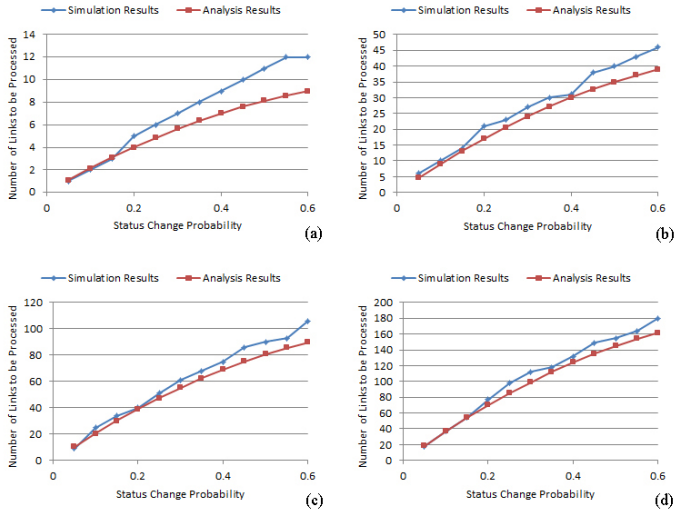 Simulation Results Analysis Results
Number of Links to be Processed
14
12
10
8
6
4
2
0
0 0.2 0.4 0.6
Status Change Probability
(a)
Simulation Results Analysis Results
Number of Links to be Processed
50
45
40
35
30
25
20
15
10
5
0
0 0.2 0.4 0.6
Status Change Probability
(b)
Simulation Results Analysis Results
Number of Links to be Processed
120
100
80
60
40
20
0
0 0.2 0.4 0.6
Status Change Probability
(c)
Simulation Results Analysis Results
Number of Links to be Processed
200
180
160
140
120
100
80
60
40
20
0
0 0.2 0.4 0.6
Status Change Probability
(d)